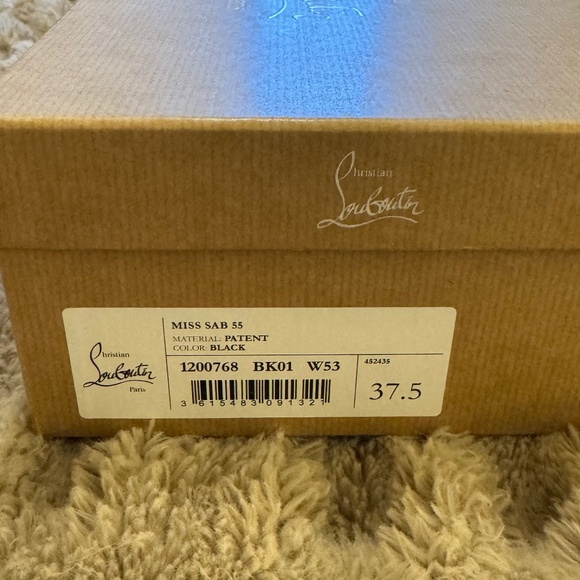 Christian
Louboutin
MISS SAB 55
MATERIAL: PATENT
COLOR: BLACK
Christian
Louboutin
Paris
1200768 BK01 W53
452435
3 615483 091321
37.5